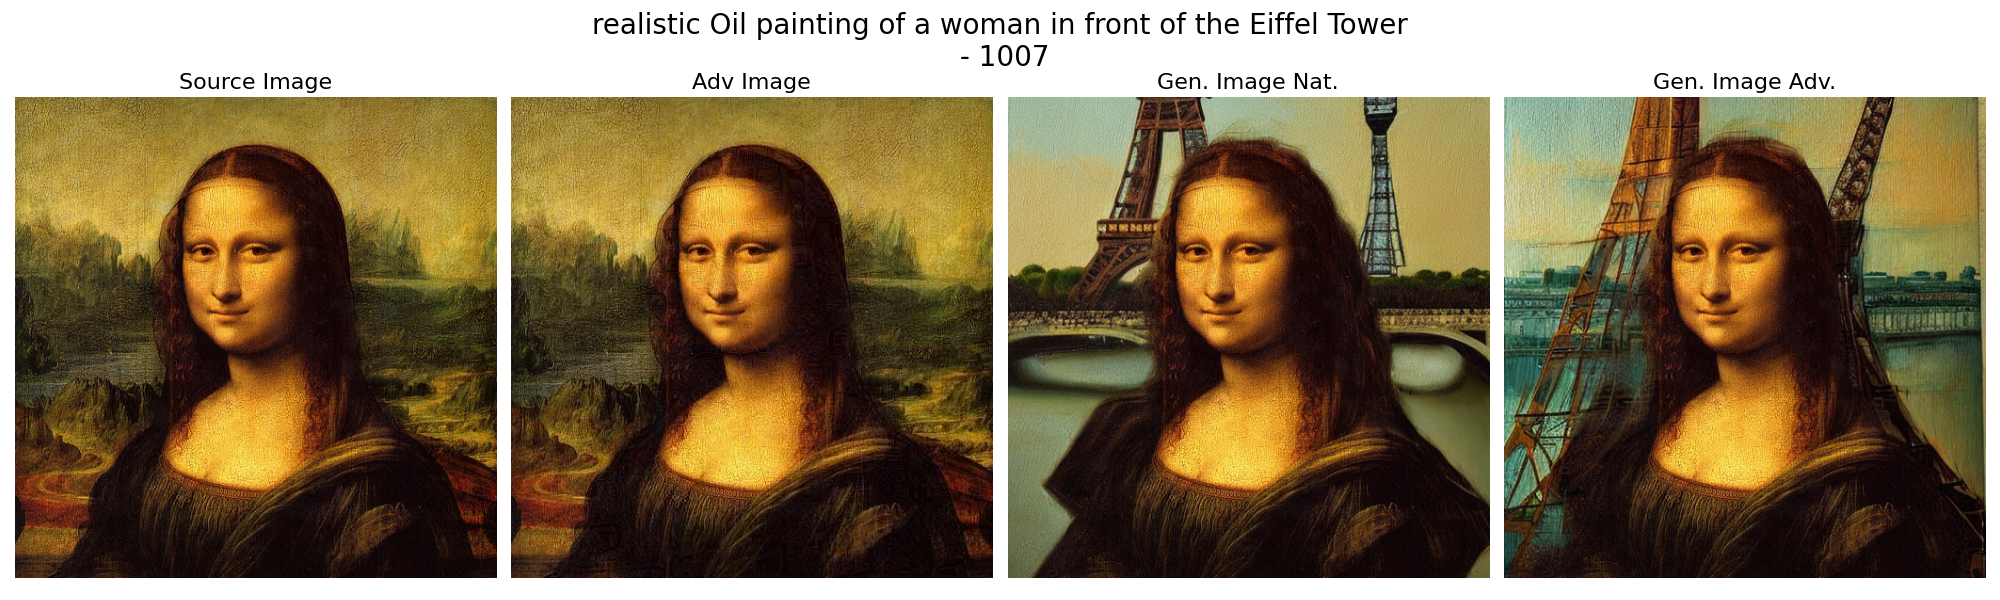 realistic Oil painting of a woman in front of the Eiffel Tower
- 1007
Source Image
Adv Image
Gen. Image Nat.
Gen. Image Adv.